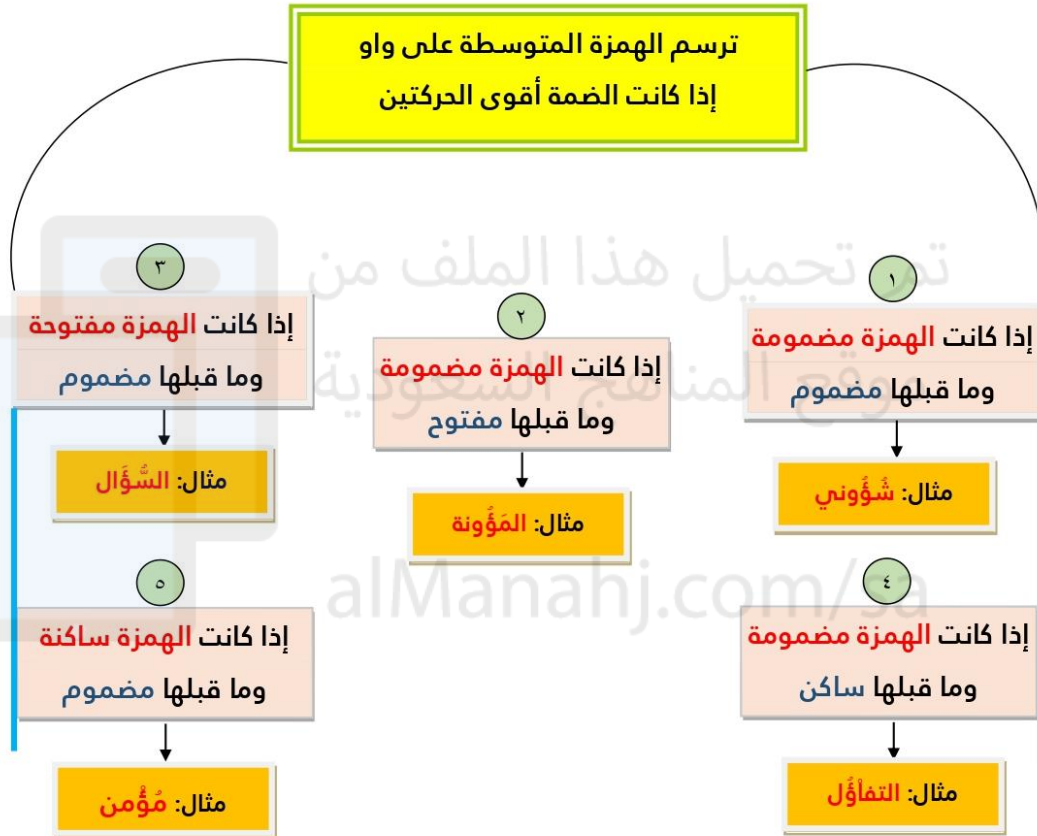 ترسم الهمزة المتوسطة على واو
إذا كانت الضمة أقوى الحركتين
١
إذا كانت الهمزة مضمومة
وما قبلها مضموم
مثال: شُؤُوني
٢
إذا كانت الهمزة مضمومة
وما قبلها مفتوح
مثال: المَؤُونة
٣
إذا كانت الهمزة مفتوحة
وما قبلها مضموم
مثال: السُّؤَال
٤
إذا كانت الهمزة مضمومة
وما قبلها ساكن
مثال: التفاْؤُل
٥
إذا كانت الهمزة ساكنة
وما قبلها مضموم
مثال: مُؤْمن
تم تحميل هذا الملف من
موقع المناهج السعودية
alManahj.com/sa